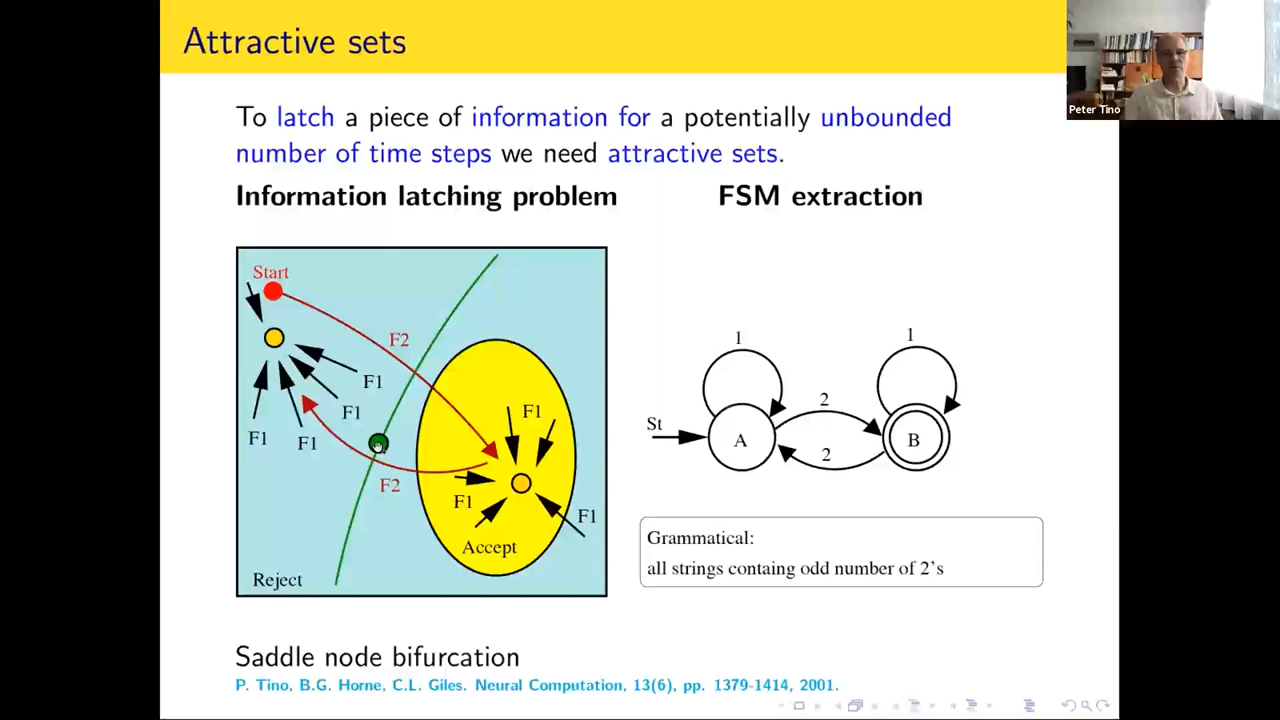 Attractive sets
Peter Tino
To latch a piece of information for a potentially unbounded
number of time steps we need attractive sets.
Information latching problem
FSM extraction
Start
F2
F1
F1
F1
F1
F2
F1
F1
F1
Accept
Reject
1
1
St
A
2
2
B
Grammatical:
all strings containg odd number of 2's
Saddle node bifurcation
P. Tino, B.G. Horne, C.L. Giles. Neural Computation, 13(6), pp. 1379-1414, 2001.